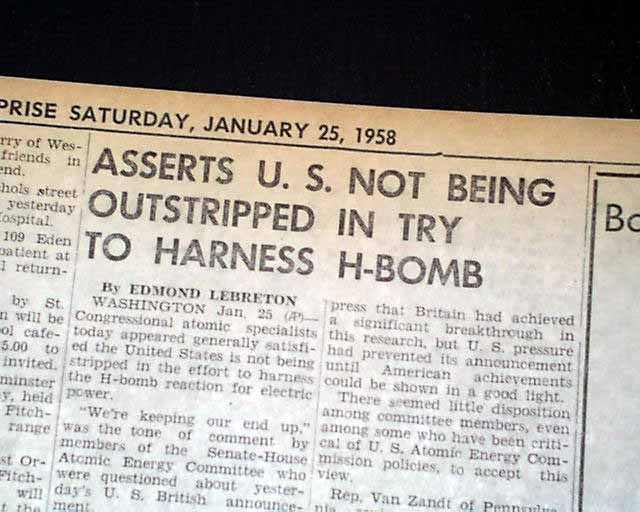 PRISE SATURDAY, JANUARY 25, 1958
rry of Wes-
friends in
end.
hols street
yesterday
ospital.
109 Eden
patient at
l return-
by St.
n will be
ol cafe-
5.00 to
invited.
minster
y, held
Fitch-
range
st Or-
Fitch-
will
t the
ASSERTS U. S. NOT BEING
OUTSTRIPPED IN TRY
TO HARNESS H-BOMB
By EDMOND LEBRETON
WASHINGTON Jan. 25 (AP)—
Congressional atomic specialists
today appeared generally satisfi-
ed the United States is not being
stripped in the effort to harness
the H-bomb reaction for electric
power.
"We're keeping our end up,"
was the tone of comment by
members of the Senate-House
Atomic Energy Committee who
were questioned about yester-
day's U. S. British announce-
ment
press that Britain had achieved
a significant breakthrough in
this research, but U. S. pressure
had prevented its announcement
until American achievements
could be shown in a good light.
There seemed little disposition
among committee members, even
among some who have been criti-
cal of U. S. Atomic Energy Com-
mission policies, to accept this
view.
Rep. Van Zandt of Pennsylva-
Bo